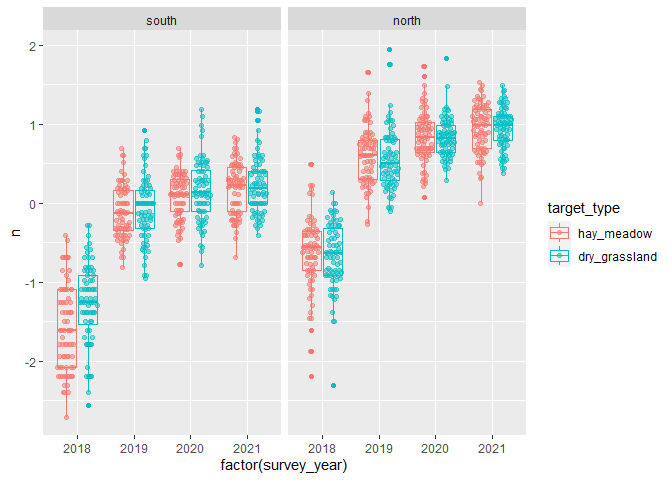 south
north
2
1
0
-1
-2
n
2018
2019
2020
2021
2018
2019
2020
2021
factor(survey_year)
target_type
hay_meadow
dry_grassland